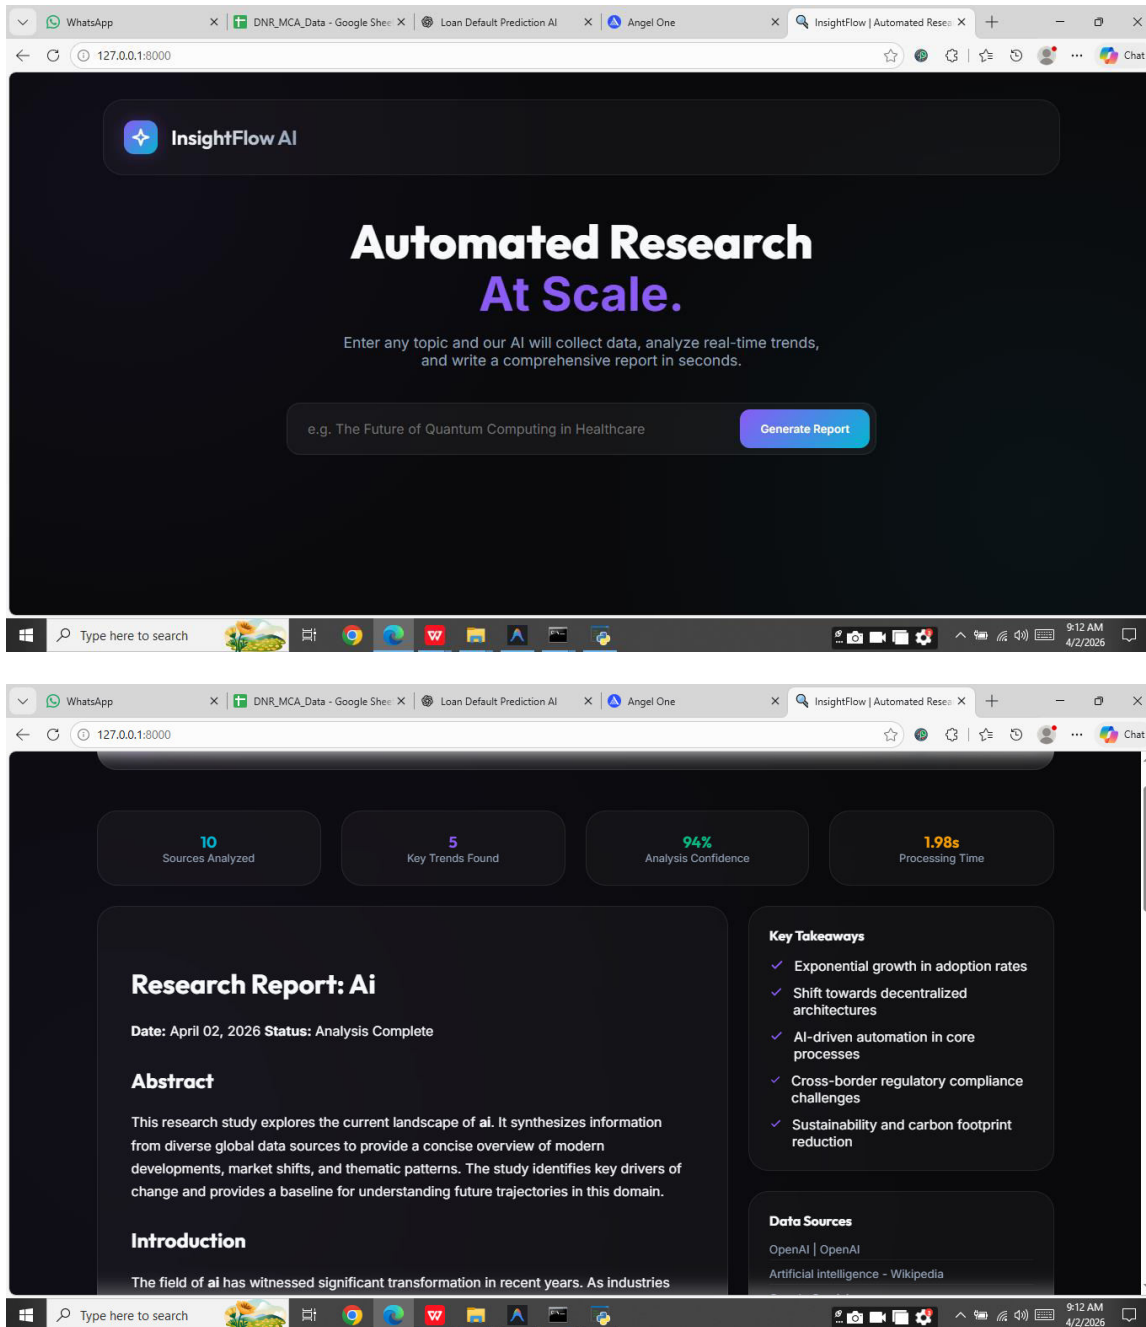 WhatsApp
DNR_MCA_Data - Google Shee
Loan Default Prediction AI
Angel One
InsightFlow | Automated Resea
127.0.0.1:8000
Chat
InsightFlow AI
Automated Research
At Scale.
Enter any topic and our AI will collect data, analyze real-time trends,
and write a comprehensive report in seconds.
e.g. The Future of Quantum Computing in Healthcare
Generate Report
Type here to search
9:12 AM
4/2/2026
WhatsApp
DNR_MCA_Data - Google Shee
Loan Default Prediction AI
Angel One
InsightFlow | Automated Resea
127.0.0.1:8000
Chat
10
Sources Analyzed
5
Key Trends Found
94%
Analysis Confidence
1.98s
Processing Time
Research Report: Ai
Date: April 02, 2026 Status: Analysis Complete
Abstract
This research study explores the current landscape of ai. It synthesizes information
from diverse global data sources to provide a concise overview of modern
developments, market shifts, and thematic patterns. The study identifies key drivers of
change and provides a baseline for understanding future trajectories in this domain.
Introduction
The field of ai has witnessed significant transformation in recent years. As industries
Key Takeaways
Exponential growth in adoption rates
Shift towards decentralized
architectures
AI-driven automation in core
processes
Cross-border regulatory compliance
challenges
Sustainability and carbon footprint
reduction
Data Sources
OpenAI | OpenAI
Artificial intelligence - Wikipedia
Type here to search
9:12 AM
4/2/2026